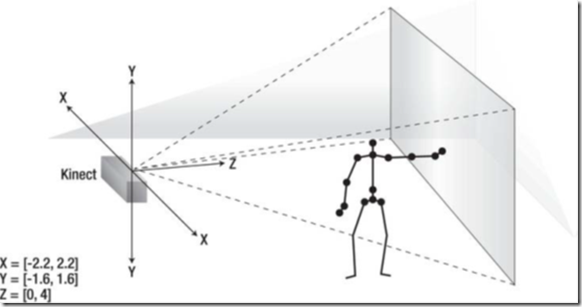 Y
X
Z
Kinect
X
Y
X = [-2.2, 2.2]
Y = [-1.6, 1.6]
Z = [0, 4]